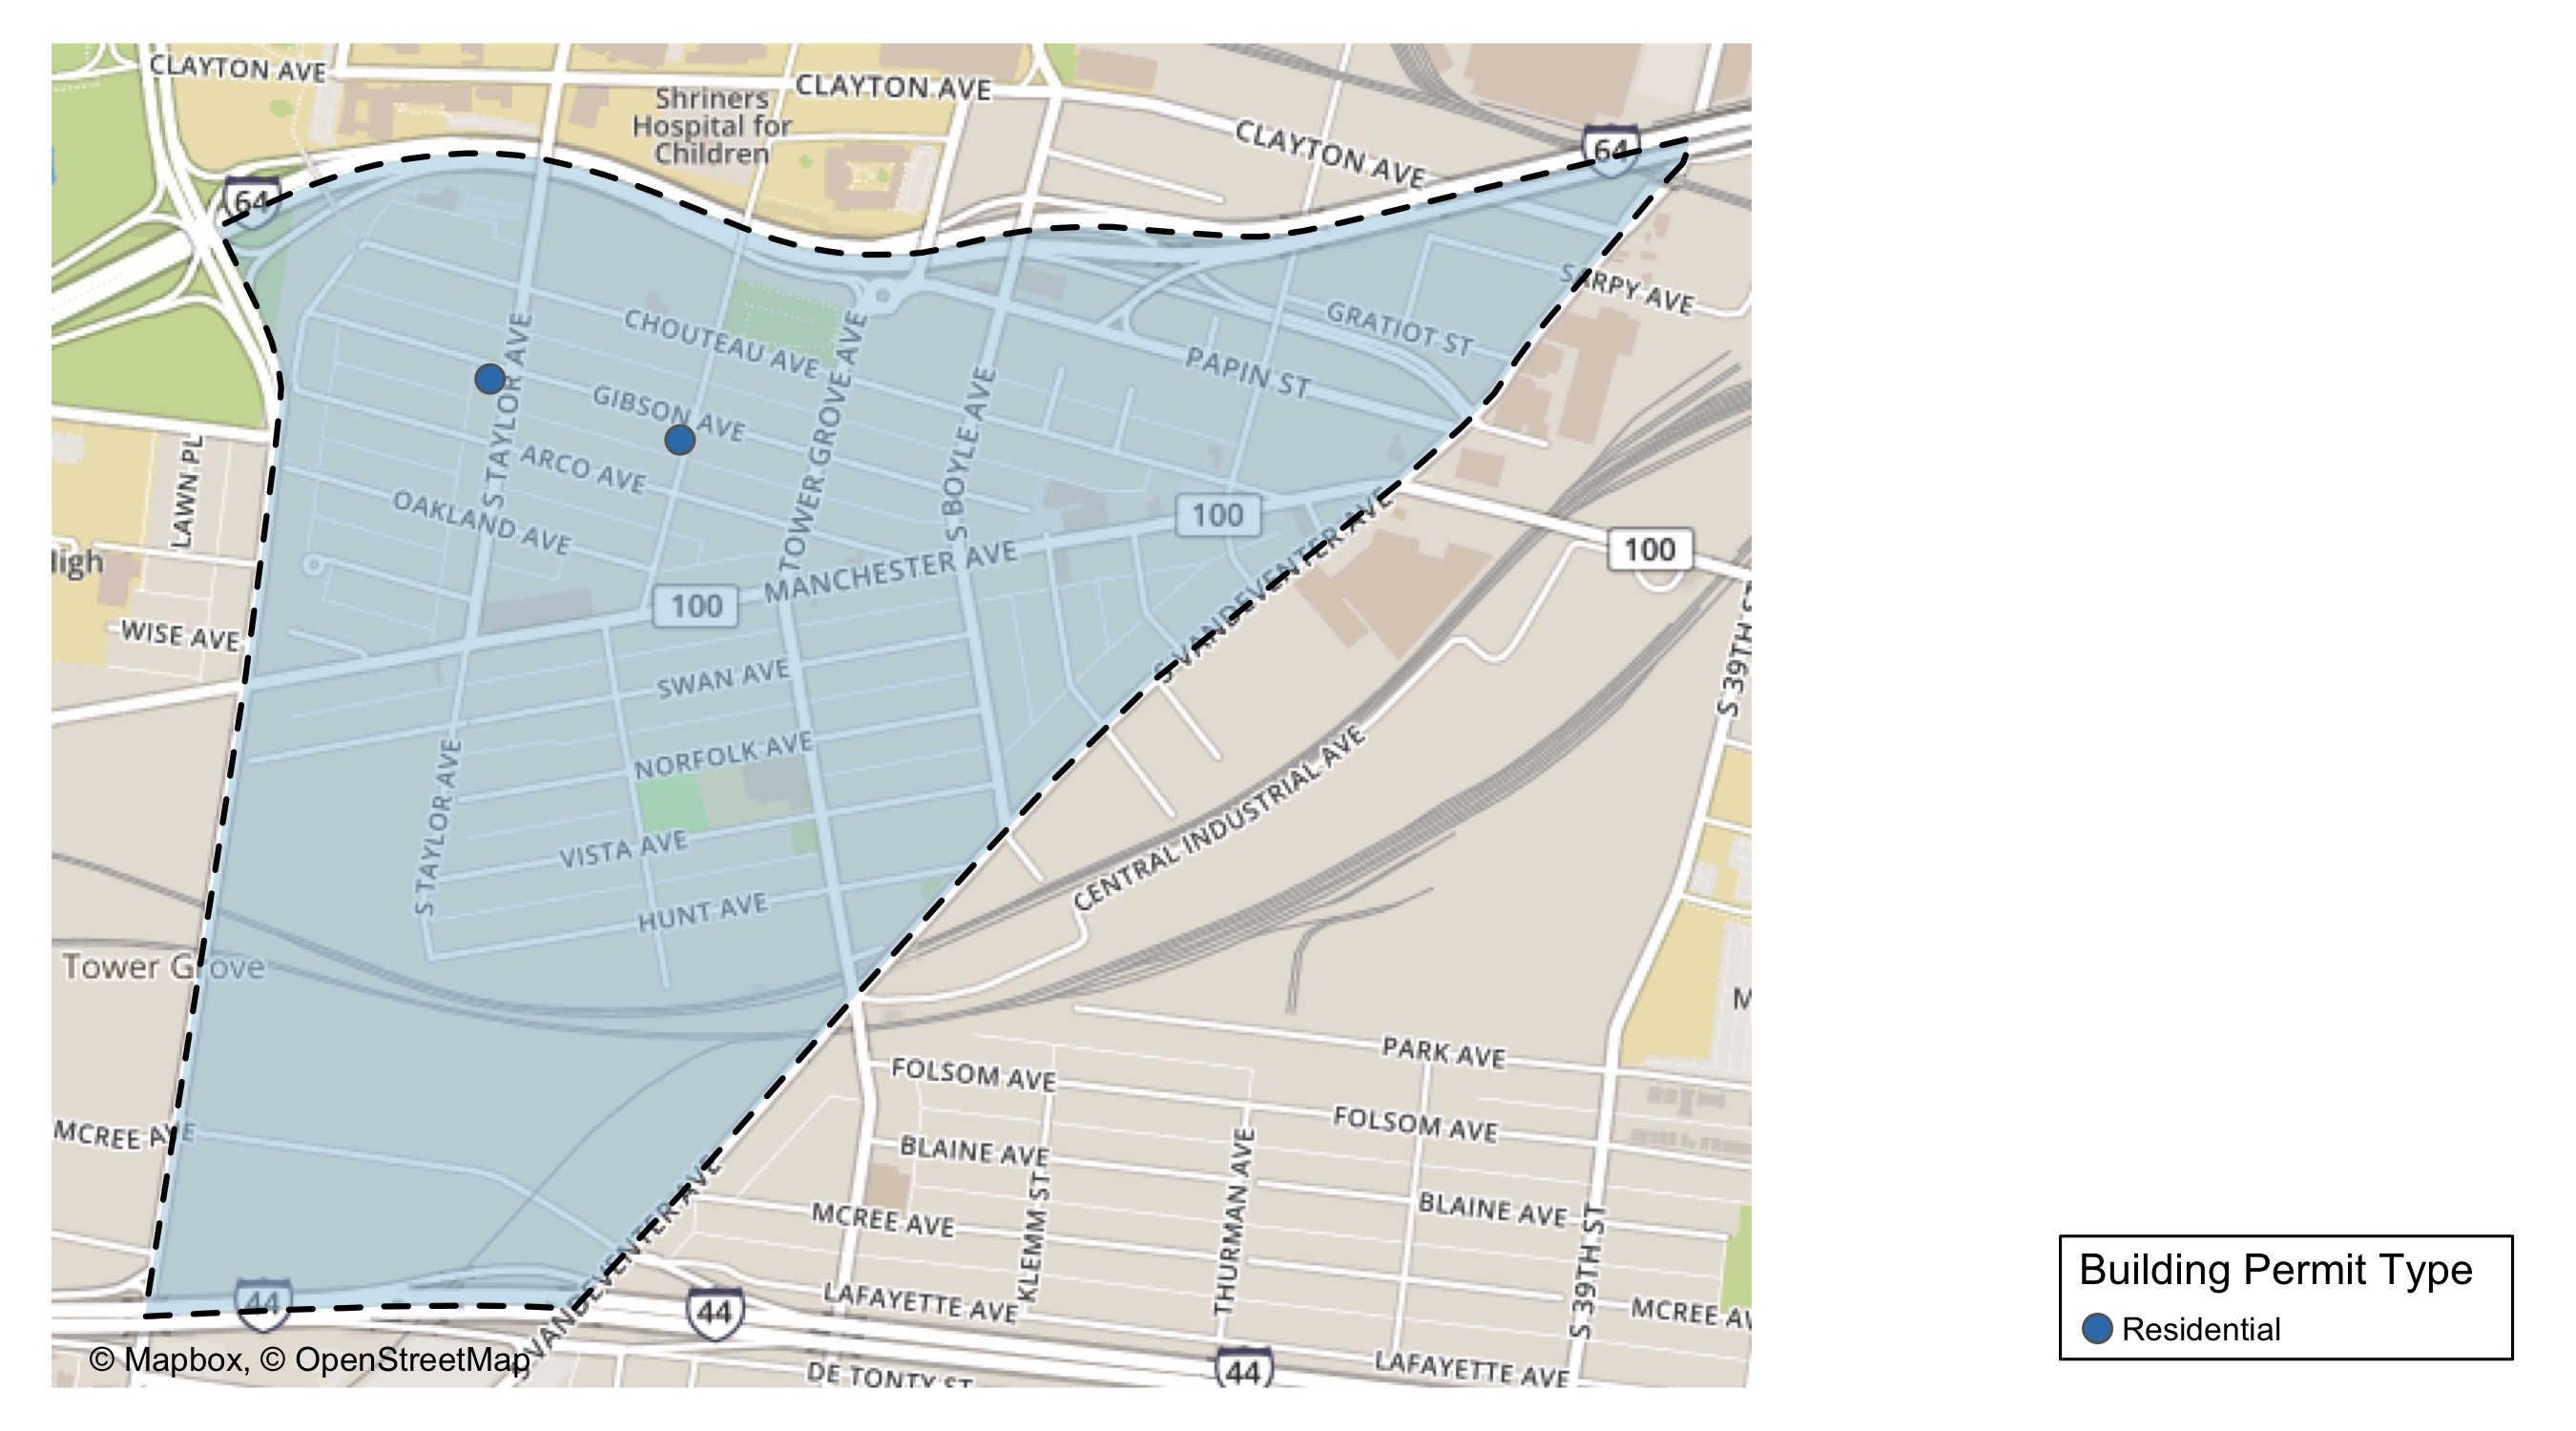 CLAYTON AVE
CLAYTON AVE
Shriners
Hospital for
Children
CLAYTON AVE
64
64
SARPY AVE
GRATIOT ST
CHOUTEAU AVE
PAPIN ST
S TAYLOR AVE
GIBSON AVE
TOWER GROVE AVE
S BOYLE AVE
ARCO AVE
LAWN PL
OAKLAND AVE
100
S VANDEVENTER AVE
100
High
MANCHESTER AVE
100
WISE AVE
S 39TH ST
SWAN AVE
NORFOLK AVE
CENTRAL INDUSTRIAL AVE
S TAYLOR AVE
VISTA AVE
HUNT AVE
Tower Grove
M
PARK AVE
FOLSOM AVE
FOLSOM AVE
MCREE AVE
BLAINE AVE
THURMAN AVE
KLEMM ST
BLAINE AVE
S VANDEVENTER AVE
MCREE AVE
S 39TH ST
44
44
LAFAYETTE AVE
MCREE AV
Building Permit Type
Residential
© Mapbox, © OpenStreetMap
DE TONTY ST
44
LAFAYETTE AVE